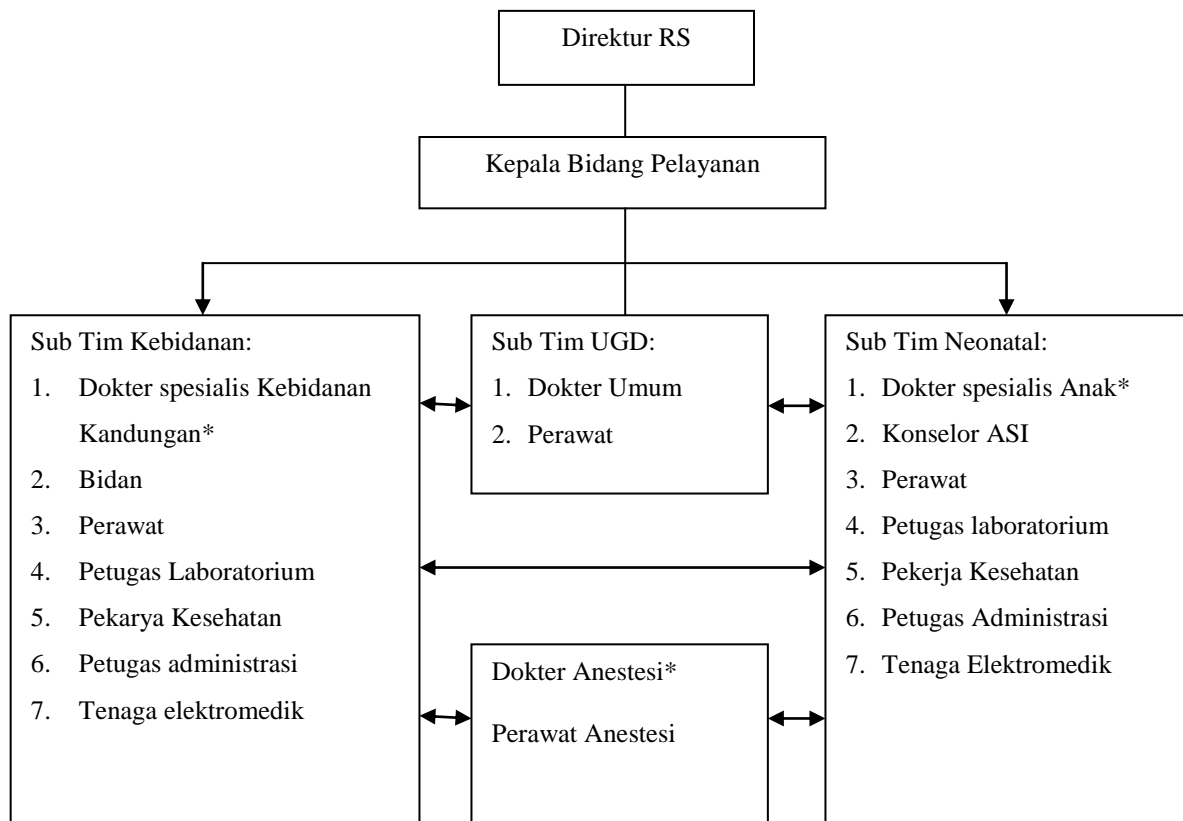 Direktur RS
Kepala Bidang Pelayanan
Sub Tim Kebidanan:
1. Dokter spesialis Kebidanan
Kandungan*
2. Bidan
3. Perawat
4. Petugas Laboratorium
5. Pekarya Kesehatan
6. Petugas administrasi
7. Tenaga elektromedik
Sub Tim UGD:
1. Dokter Umum
2. Perawat
Dokter Anestesi*
Perawat Anestesi
Sub Tim Neonatal:
1. Dokter spesialis Anak*
2. Konselor ASI
3. Perawat
4. Petugas laboratorium
5. Pekerja Kesehatan
6. Petugas Administrasi
7. Tenaga Elektromedik